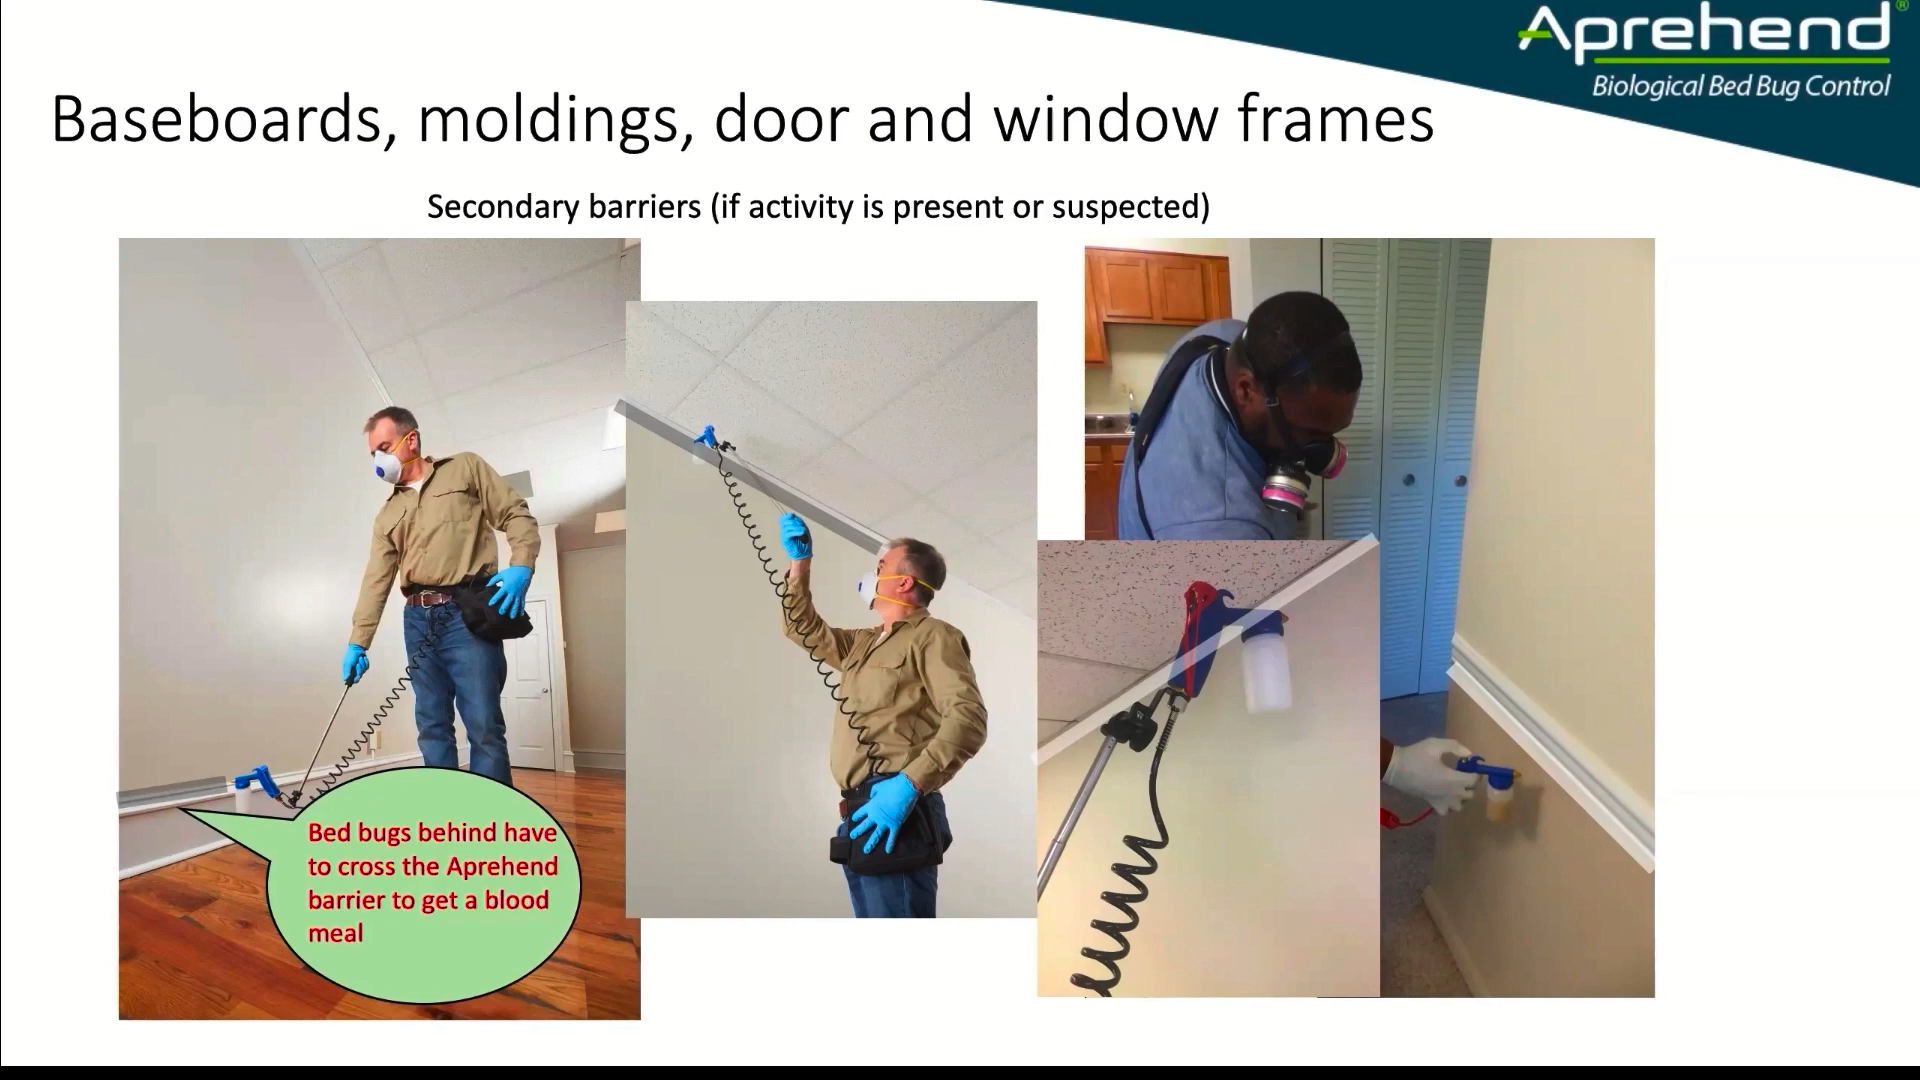 Aprehend®
Biological Bed Bug Control
Baseboards, moldings, door and window frames
Secondary barriers (if activity is present or suspected)
Bed bugs behind have
to cross the Aprehend
barrier to get a blood
meal